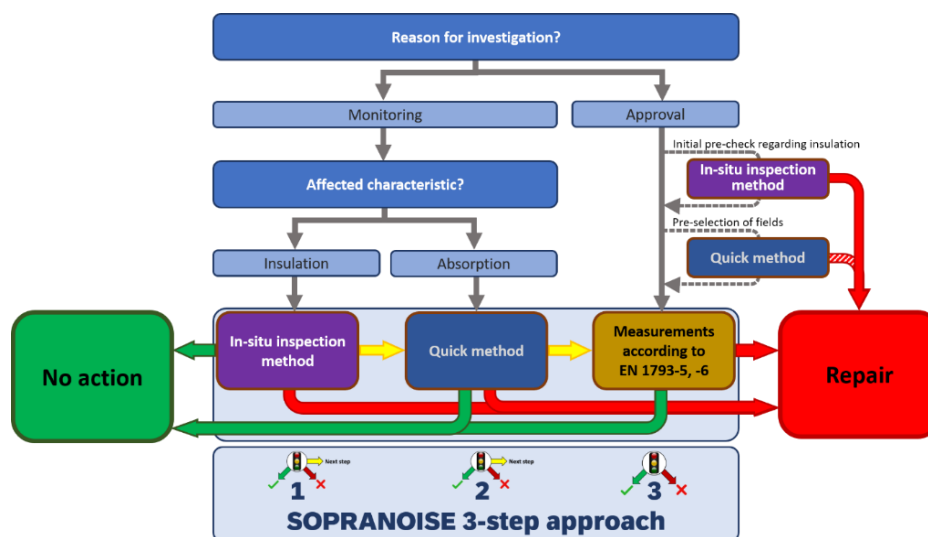 Reason for investigation?
Monitoring
Approval
Initial pre-check regarding insulation
In-situ inspection
method
Affected characteristic?
Pre-selection of fields
Quick method
Insulation
Absorption
No action
In-situ inspection
method
Quick method
Measurements
according to
EN 1793-5, -6
Repair
Next step
Next step
1
2
3
SOPRANOISE 3-step approach